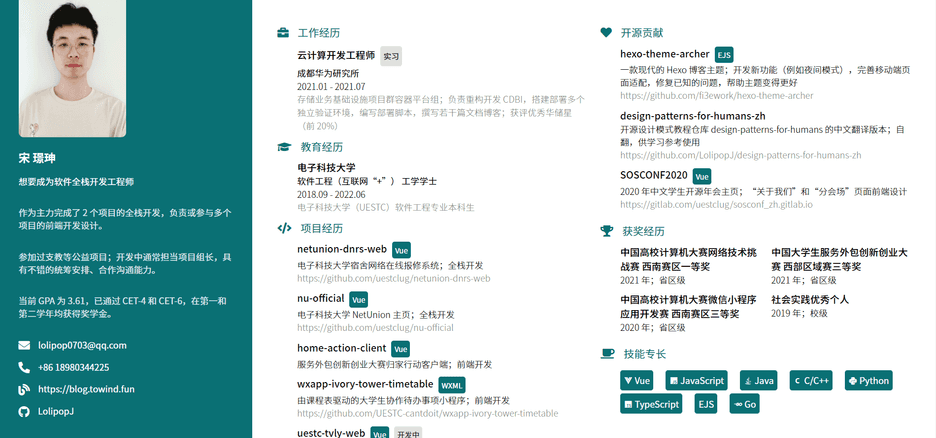 宋 璟珅
想要成为软件全栈开发工程师
作为主力完成了 2 个项目的全栈开发，负责或参与多个
项目的前端开发设计。
参加过支教等公益项目；开发中通常担当项目组长，具
有不错的统筹安排、合作沟通能力。
当前 GPA 为 3.61，已通过 CET-4 和 CET-6，在第一和
第二学年均获得奖学金。
lolipop0703@qq.com
+86 18980344225
https://blog.towind.fun
LolipopJ
工作经历
云计算开发工程师 实习
成都华为研究所
2021.01 - 2021.07
存储业务基础设施项目群容器平台组；负责重构开发 CDBI，搭建部署多个
独立验证环境，编写部署脚本，撰写若干篇文档博客；获评优秀华储星
（前 20%）
教育经历
电子科技大学
软件工程（互联网“+”） 工学学士
2018.09 - 2022.06
电子科技大学（UESTC）软件工程专业本科生
项目经历
netunion-dnrs-web Vue
电子科技大学宿舍网络在线报修系统；全栈开发
https://github.com/uestclug/netunion-dnrs-web
nu-official Vue
电子科技大学 NetUnion 主页；全栈开发
https://github.com/uestclug/nu-official
home-action-client Vue
服务外包创新创业大赛归家行动客户端；前端开发
wxapp-ivory-tower-timetable WXML
由课程表驱动的大学生协作待办事项小程序；前端开发
https://github.com/UESTC-cantdoit/wxapp-ivory-tower-timetable
uestc-tvly-web Vue 开发中
开源贡献
hexo-theme-archer EJS
一款现代的 Hexo 博客主题；开发新功能（例如夜间模式），完善移动端页
面适配，修复已知的问题，帮助主题变得更好
https://github.com/fi3ework/hexo-theme-archer
design-patterns-for-humans-zh
开源设计模式教程仓库 design-patterns-for-humans 的中文翻译版本；自
翻，供学习参考使用
https://github.com/LolipopJ/design-patterns-for-humans-zh
SOSCONF2020 Vue
2020 年中文学生开源年会主页；“关于我们”和“分会场”页面前端设计
https://gitlab.com/uestclug/sosconf_zh.gitlab.io
获奖经历
中国高校计算机大赛网络技术挑
战赛 西南赛区一等奖
2021 年；省区级
中国大学生服务外包创新创业大
赛 西部区域赛三等奖
2021 年；省区级
中国高校计算机大赛微信小程序
应用开发赛 西南赛区三等奖
2020 年；省区级
社会实践优秀个人
2019 年；校级
技能专长
Vue JavaScript Java C/C++ Python
TypeScript EJS Go